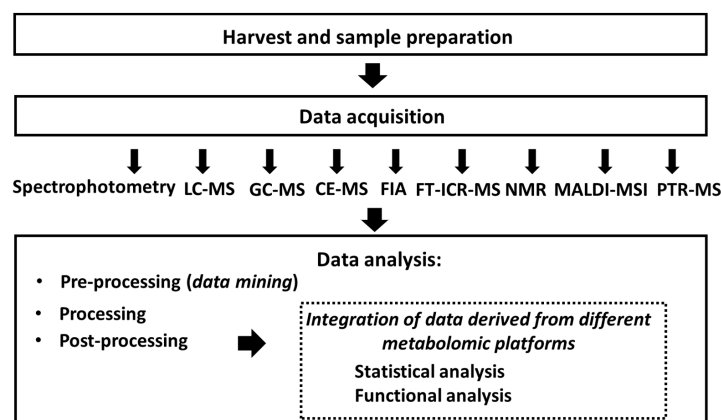 Harvest and sample preparation
Data acquisition
Spectrophotometry LC-MS GC-MS CE-MS FIA FT-ICR-MS NMR MALDI-MSI PTR-MS
Data analysis:
• Pre-processing (data mining)
• Processing
• Post-processing
Integration of data derived from different
metabolomic platforms
Statistical analysis
Functional analysis